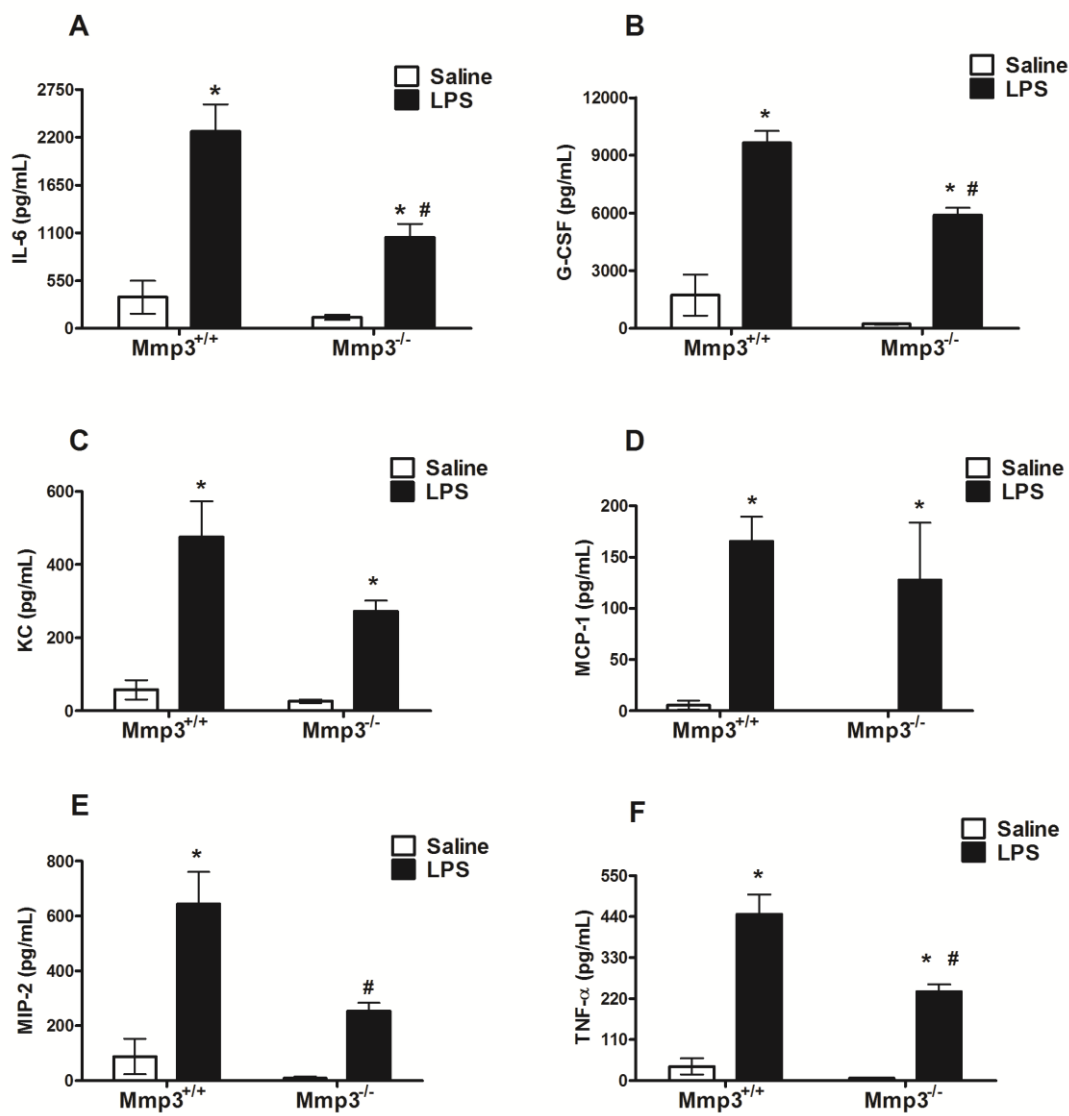 A
Saline
LPS
IL-6 (pg/mL)
2750
2200
1650
1100
550
0
*
* #
Mmp3+/+ Mmp3-/-
B
Saline
LPS
G-CSF (pg/mL)
12000
9000
6000
3000
0
*
* #
Mmp3+/+ Mmp3-/-
C
Saline
LPS
KC (pg/mL)
600
400
200
0
*
*
Mmp3+/+ Mmp3-/-
D
Saline
LPS
MCP-1 (pg/mL)
200
150
100
50
0
*
*
Mmp3+/+ Mmp3-/-
E
Saline
LPS
MIP-2 (pg/mL)
800
600
400
200
0
*
#
Mmp3+/+ Mmp3-/-
F
Saline
LPS
TNF-α (pg/mL)
550
440
330
220
110
0
*
* #
Mmp3+/+ Mmp3-/-